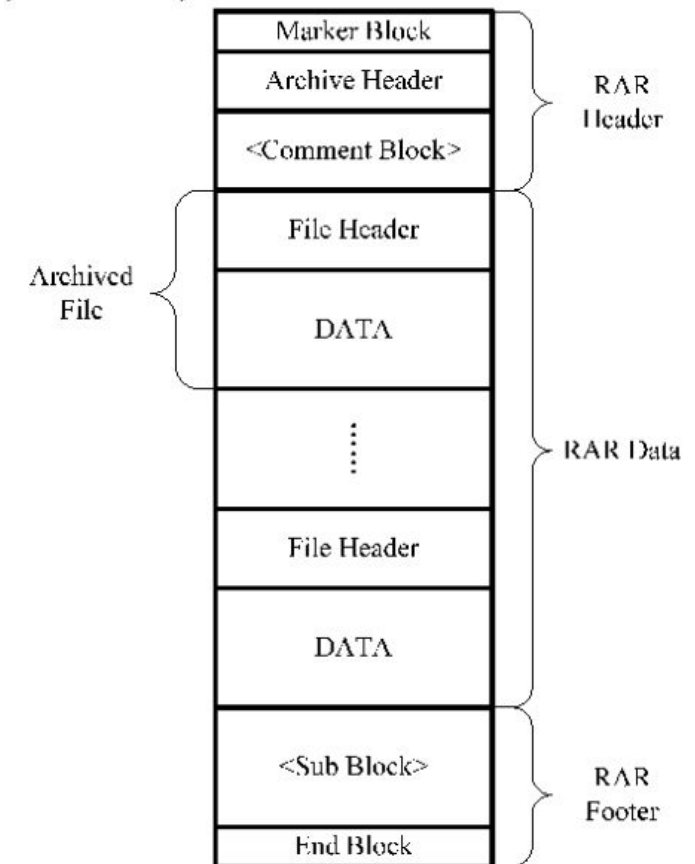 Marker Block
Archive Header
<Comment Block>
RAR
Header
File Header
Archived
File
DATA
......
RAR Data
File Header
DATA
<Sub Block>
RAR
Footer
End Block